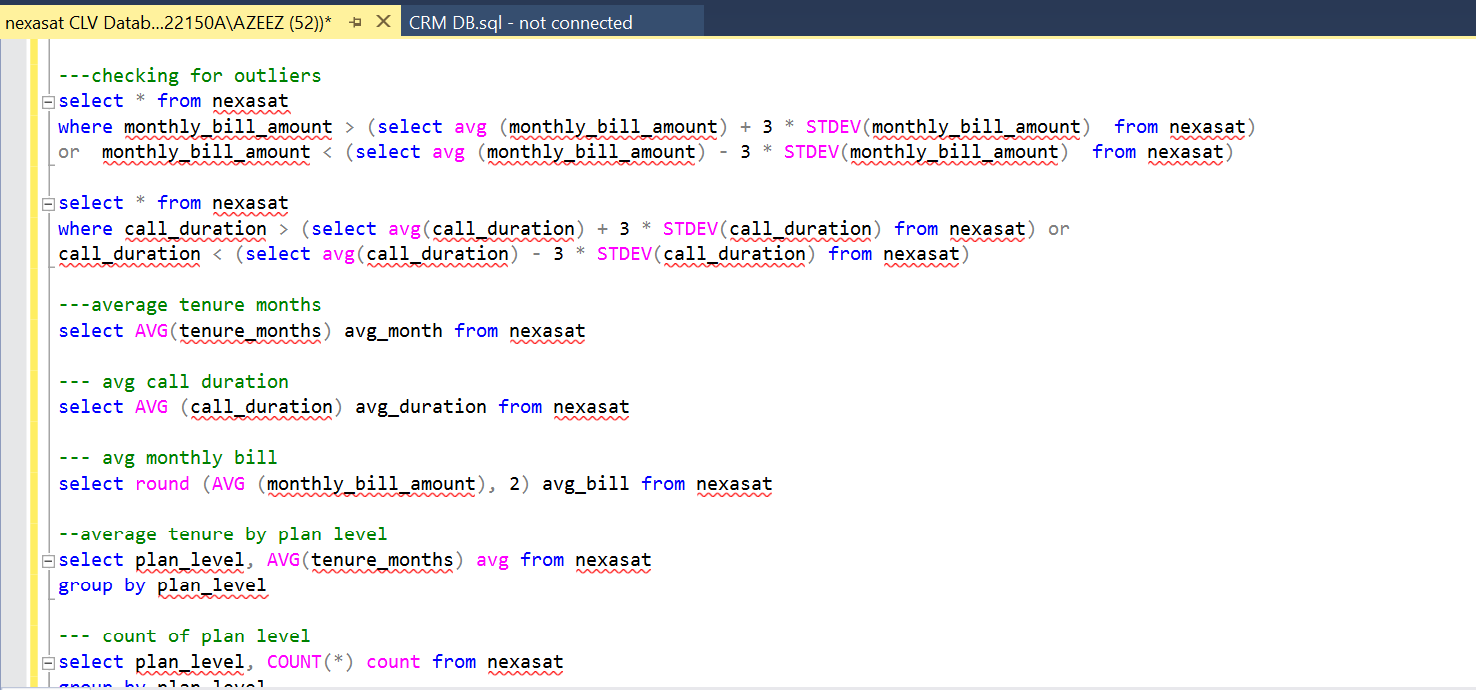 nexasat CLV Datab...22150A\AZEEZ (52))* CRM DB.sql - not connected
---checking for outliers
select * from nexasat
where monthly_bill_amount > (select avg (monthly_bill_amount) + 3 * STDEV(monthly_bill_amount)  from nexasat)
or  monthly_bill_amount < (select avg (monthly_bill_amount) - 3 * STDEV(monthly_bill_amount)  from nexasat)
select * from nexasat
where call_duration > (select avg(call_duration) + 3 * STDEV(call_duration) from nexasat) or
call_duration < (select avg(call_duration) - 3 * STDEV(call_duration) from nexasat)
---average tenure months
select AVG(tenure_months) avg_month from nexasat
--- avg call duration
select AVG (call_duration) avg_duration from nexasat
--- avg monthly bill
select round (AVG (monthly_bill_amount), 2) avg_bill from nexasat
--average tenure by plan level
select plan_level, AVG(tenure_months) avg from nexasat
group by plan_level
--- count of plan level
select plan_level, COUNT(*) count from nexasat
group by plan_level